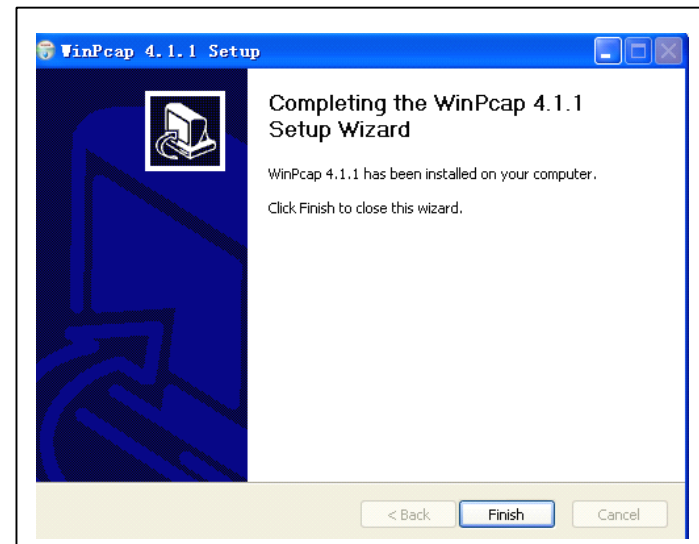 WinPcap 4.1.1 Setup
Completing the WinPcap 4.1.1
Setup Wizard
WinPcap 4.1.1 has been installed on your computer.
Click Finish to close this wizard.
< Back
Finish
Cancel